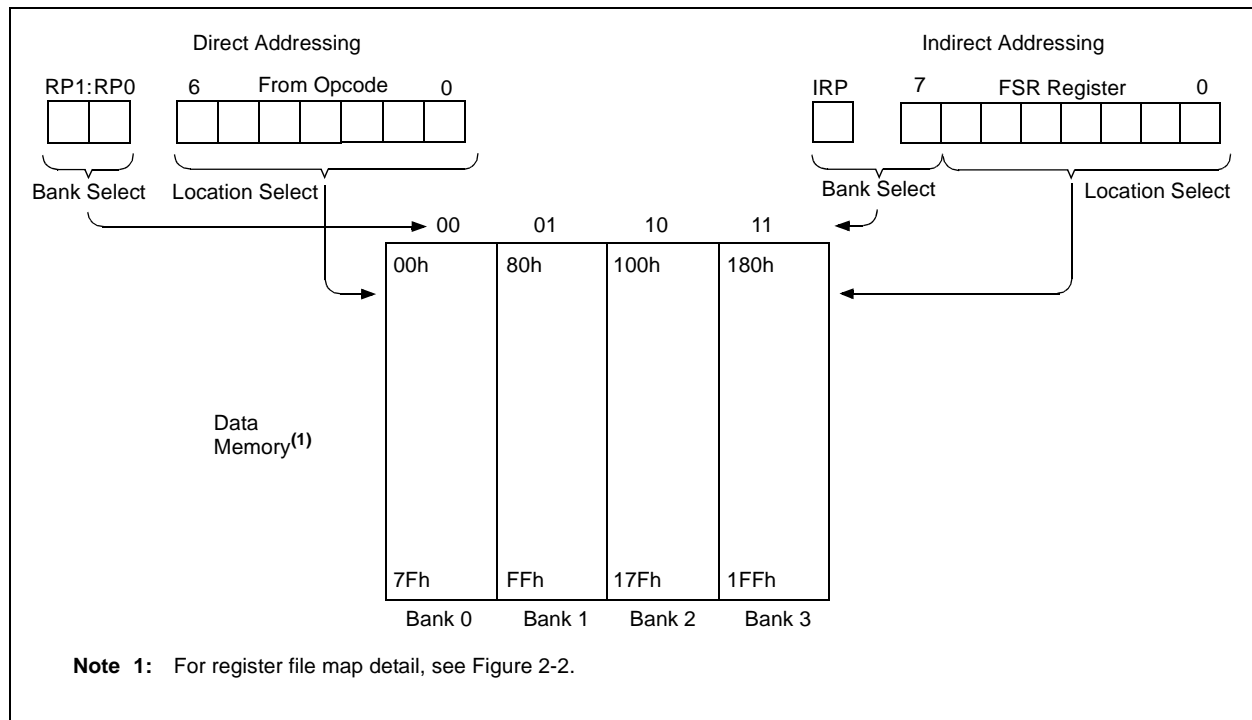 Direct Addressing
Indirect Addressing
RP1:RP0
6
From Opcode
0
IRP
7
FSR Register
0
Bank Select
Location Select
Bank Select
Location Select
00
01
10
11
00h
80h
100h
180h
Data
Memory(1)
7Fh
FFh
17Fh
1FFh
Bank 0
Bank 1
Bank 2
Bank 3
Note 1: For register file map detail, see Figure 2-2.